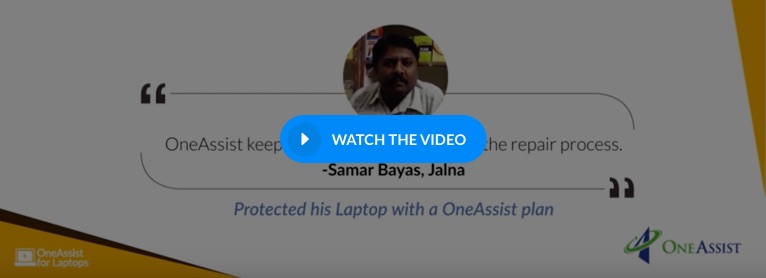 OneAssist keep
WATCH THE VIDEO
the repair process.
-Samar Bayas, Jalna
Protected his Laptop with a OneAssist plan
OneAssist
for Laptops
ONEASSIST